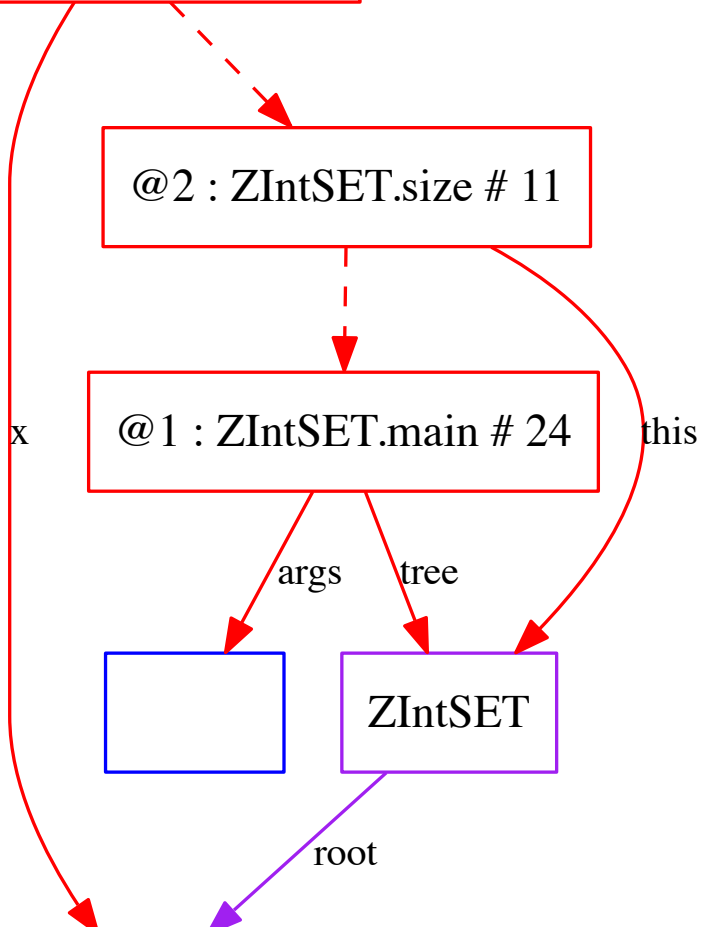 @2 : ZIntSET.size # 11
x
@1 : ZIntSET.main # 24
this
args
tree
ZIntSET
root